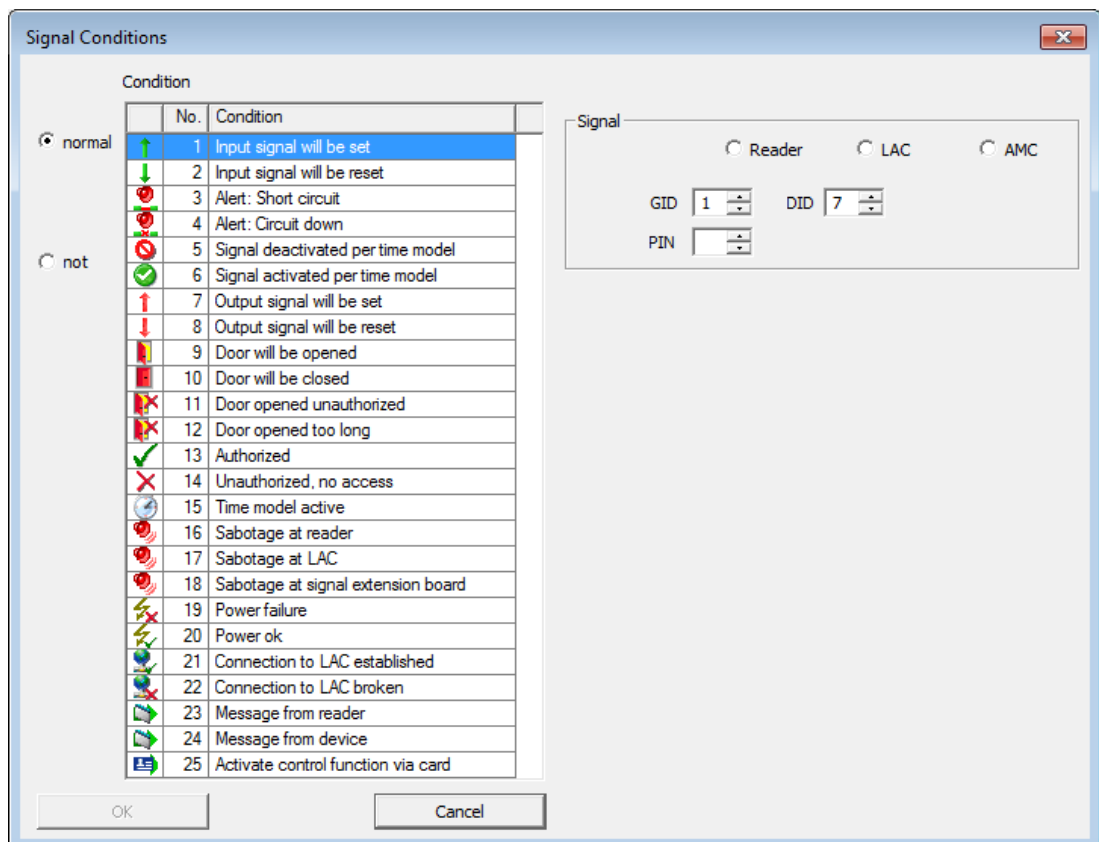 Signal Conditions
Condition
No. Condition
normal
not
1 Input signal will be set
2 Input signal will be reset
3 Alert: Short circuit
4 Alert: Circuit down
5 Signal deactivated per time model
6 Signal activated per time model
7 Output signal will be set
8 Output signal will be reset
9 Door will be opened
10 Door will be closed
11 Door opened unauthorized
12 Door opened too long
13 Authorized
14 Unauthorized, no access
15 Time model active
16 Sabotage at reader
17 Sabotage at LAC
18 Sabotage at signal extension board
19 Power failure
20 Power ok
21 Connection to LAC established
22 Connection to LAC broken
23 Message from reader
24 Message from device
25 Activate control function via card
Signal
Reader LAC AMC
GID 1 DID 7
PIN
OK Cancel